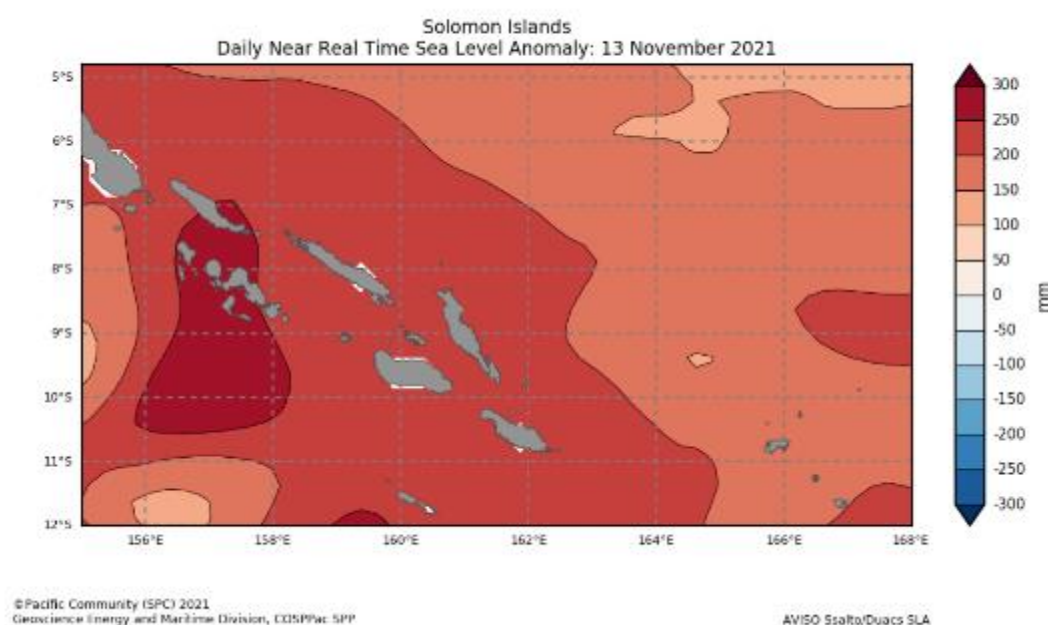 Solomon Islands
Daily Near Real Time Sea Level Anomaly: 13 November 2021
5°S
6°S
7°S
8°S
9°S
10°S
11°S
12°S
156°E 158°E 160°E 162°E 164°E 166°E 168°E
300
250
200
150
100
50
0
-50
-100
-150
-200
-250
-300
mm
©Pacific Community (SPC) 2021
Geoscience Energy and Maritime Division, COSPPac SPP
AVISO Ssalto/Duacs SLA